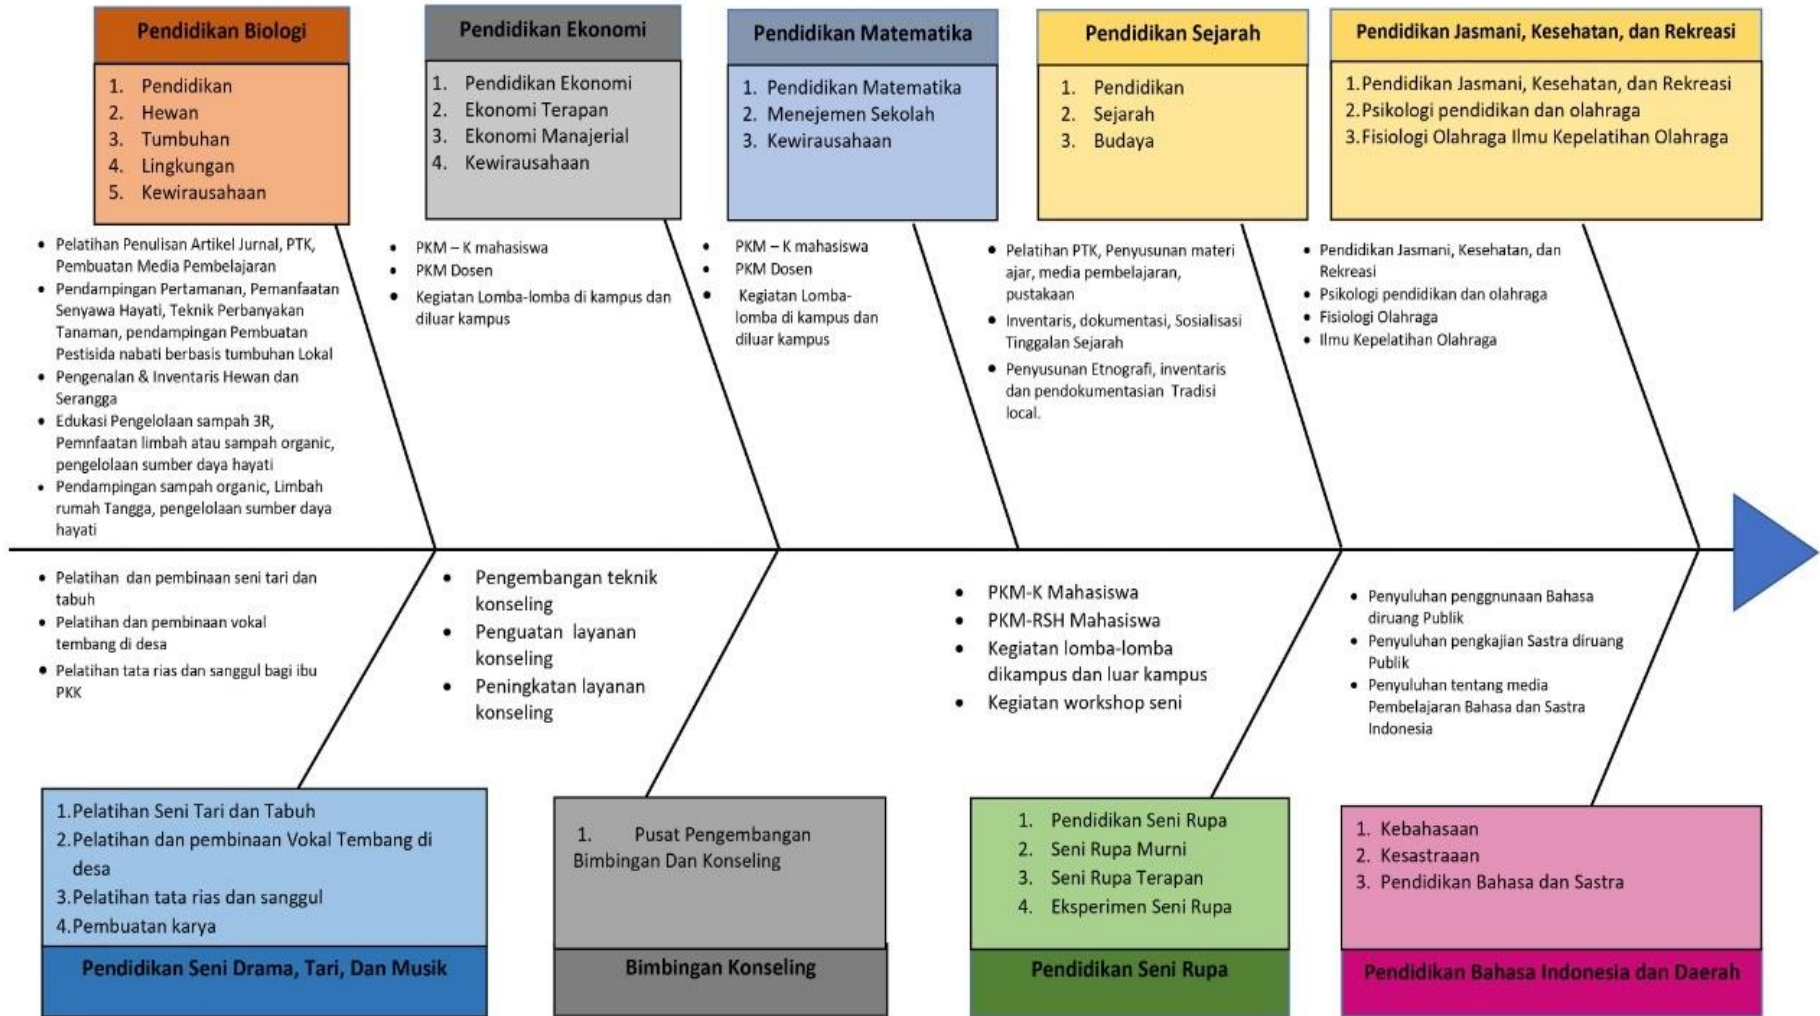 Pendidikan Biologi
1. Pendidikan
2. Hewan
3. Tumbuhan
4. Lingkungan
5. Kewirausahaan
Pendidikan Ekonomi
1. Pendidikan Ekonomi
2. Ekonomi Terapan
3. Ekonomi Manajerial
4. Kewirausahaan
Pendidikan Matematika
1. Pendidikan Matematika
2. Menejemen Sekolah
3. Kewirausahaan
Pendidikan Sejarah
1. Pendidikan
2. Sejarah
3. Budaya
Pendidikan Jasmani, Kesehatan, dan Rekreasi
1.Pendidikan Jasmani, Kesehatan, dan Rekreasi
2.Psikologi pendidikan dan olahraga
3.Fisiologi Olahraga Ilmu Kepelatihan Olahraga
• Pelatihan Penulisan Artikel Jurnal, PTK,
Pembuatan Media Pembelajaran
• Pendampingan Pertamanan, Pemanfaatan
Senyawa Hayati, Teknik Perbanyakan
Tanaman, pendampingan Pembuatan
Pestisida nabati berbasis tumbuhan Lokal
• Pengenalan & Inventaris Hewan dan
Serangga
• Edukasi Pengelolaan sampah 3R,
Pemnfaatan limbah atau sampah organic,
pengelolaan sumber daya hayati
• Pendampingan sampah organic, Limbah
rumah Tangga, pengelolaan sumber daya
hayati
• PKM – K mahasiswa
• PKM Dosen
• Kegiatan Lomba-lomba di kampus dan
diluar kampus
• PKM – K mahasiswa
• PKM Dosen
• Kegiatan Lomba-
lomba di kampus dan
diluar kampus
• Pelatihan PTK, Penyusunan materi
ajar, media pembelajaran,
pustakaan
• Inventaris, dokumentasi, Sosialisasi
Tinggalan Sejarah
• Penyusunan Etnografi, inventaris
dan pendokumentasian Tradisi
local.
• Pendidikan Jasmani, Kesehatan, dan
Rekreasi
• Psikologi pendidikan dan olahraga
• Fisiologi Olahraga
• Ilmu Kepelatihan Olahraga
• Pelatihan dan pembinaan seni tari dan
tabuh
• Pelatihan dan pembinaan vokal
tembang di desa
• Pelatihan tata rias dan sanggul bagi ibu
PKK
• Pengembangan teknik
konseling
• Penguatan layanan
konseling
• Peningkatan layanan
konseling
• PKM-K Mahasiswa
• PKM-RSH Mahasiswa
• Kegiatan lomba-lomba
dikampus dan luar kampus
• Kegiatan workshop seni
• Penyuluhan penggnunaan Bahasa
diruang Publik
• Penyuluhan pengkajian Sastra diruang
Publik
• Penyuluhan tentang media
Pembelajaran Bahasa dan Sastra
Indonesia
1.Pelatihan Seni Tari dan Tabuh
2.Pelatihan dan pembinaan Vokal Tembang di
desa
3.Pelatihan tata rias dan sanggul
4.Pembuatan karya
Pendidikan Seni Drama, Tari, Dan Musik
1. Pusat Pengembangan
Bimbingan Dan Konseling
Bimbingan Konseling
1. Pendidikan Seni Rupa
2. Seni Rupa Murni
3. Seni Rupa Terapan
4. Eksperimen Seni Rupa
Pendidikan Seni Rupa
1. Kebahasaan
2. Kesastraaan
3. Pendidikan Bahasa dan Sastra
Pendidikan Bahasa Indonesia dan Daerah